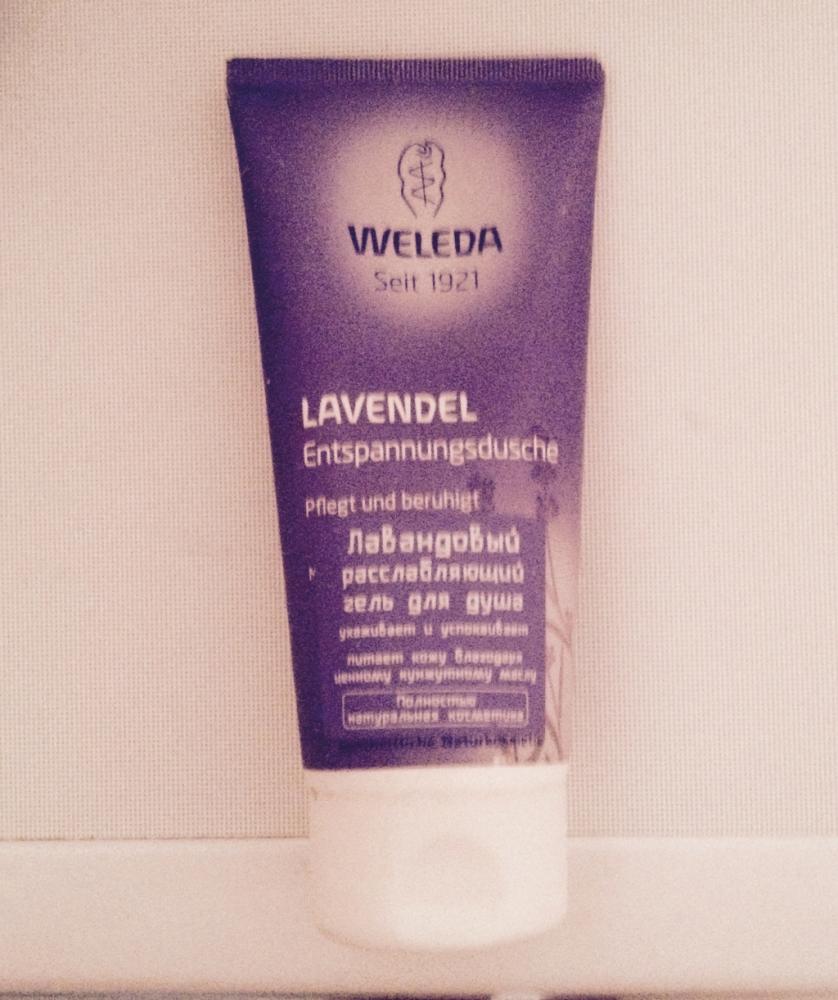 WELEDA
Seit 1921
LAVENDEL
Entspannungsdusche
Pflegt und beruhigt
Лавандовый
расслабляющий
гель для душа
ухаживает и успокаивает
питает кожу благодаря
ценному кунжутному маслу
Полностью
натуральная косметика